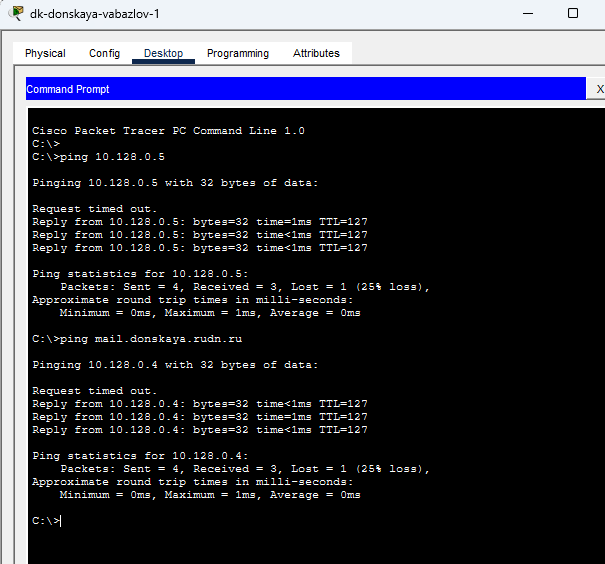 dk-donskaya-vabazlov-1
Physical Config Desktop Programming Attributes
Command Prompt X
Cisco Packet Tracer PC Command Line 1.0
C:\>
C:\>ping 10.128.0.5
Pinging 10.128.0.5 with 32 bytes of data:
Request timed out.
Reply from 10.128.0.5: bytes=32 time=1ms TTL=127
Reply from 10.128.0.5: bytes=32 time<1ms TTL=127
Reply from 10.128.0.5: bytes=32 time<1ms TTL=127
Ping statistics for 10.128.0.5:
Packets: Sent = 4, Received = 3, Lost = 1 (25% loss),
Approximate round trip times in milli-seconds:
Minimum = 0ms, Maximum = 1ms, Average = 0ms
C:\>ping mail.donskaya.rudn.ru
Pinging 10.128.0.4 with 32 bytes of data:
Request timed out.
Reply from 10.128.0.4: bytes=32 time<1ms TTL=127
Reply from 10.128.0.4: bytes=32 time=1ms TTL=127
Reply from 10.128.0.4: bytes=32 time<1ms TTL=127
Ping statistics for 10.128.0.4:
Packets: Sent = 4, Received = 3, Lost = 1 (25% loss),
Approximate round trip times in milli-seconds:
Minimum = 0ms, Maximum = 1ms, Average = 0ms
C:\>